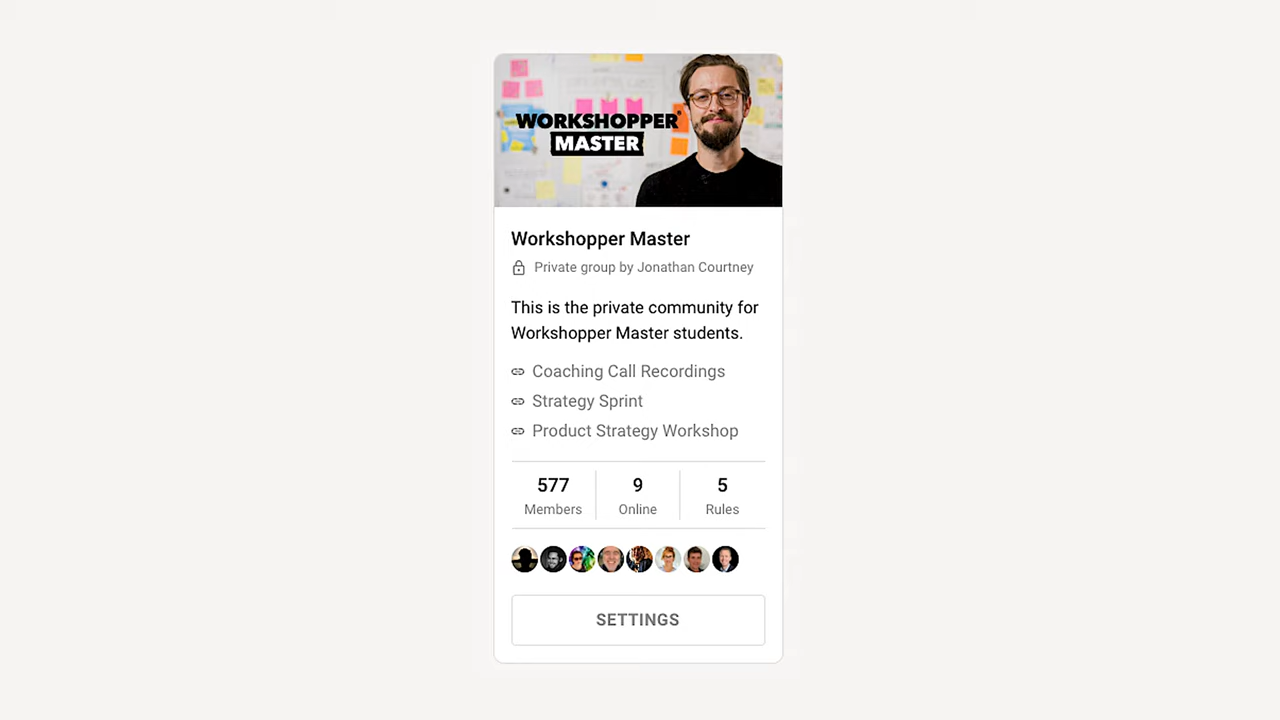 WORKSHOPPER
MASTER
Workshopper Master
Private group by Jonathan Courtney
This is the private community for
Workshopper Master students.
Coaching Call Recordings
Strategy Sprint
Product Strategy Workshop
577 9 5
Members Online Rules
SETTINGS